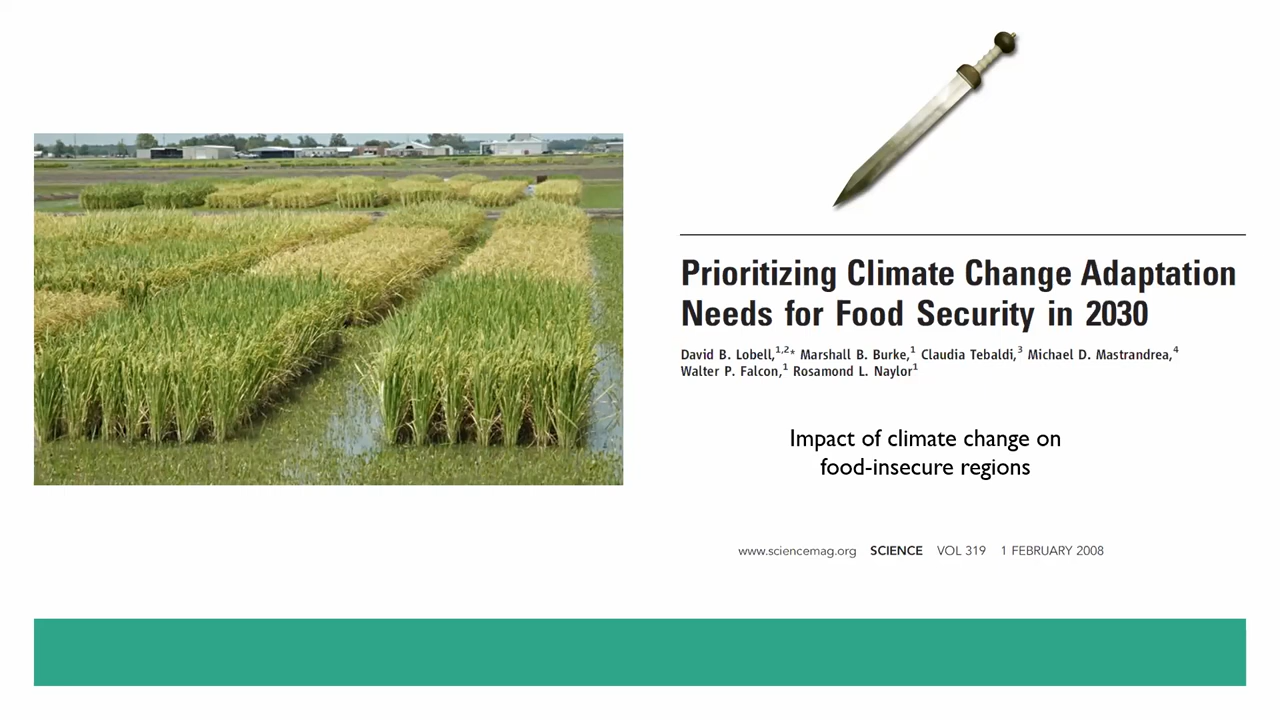 Prioritizing Climate Change Adaptation
Needs for Food Security in 2030
David B. Lobell,1,2* Marshall B. Burke,1 Claudia Tebaldi,3 Michael D. Mastrandrea,4
Walter P. Falcon,1 Rosamond L. Naylor1
Impact of climate change on
food-insecure regions
www.sciencemag.org SCIENCE VOL 319 1 FEBRUARY 2008